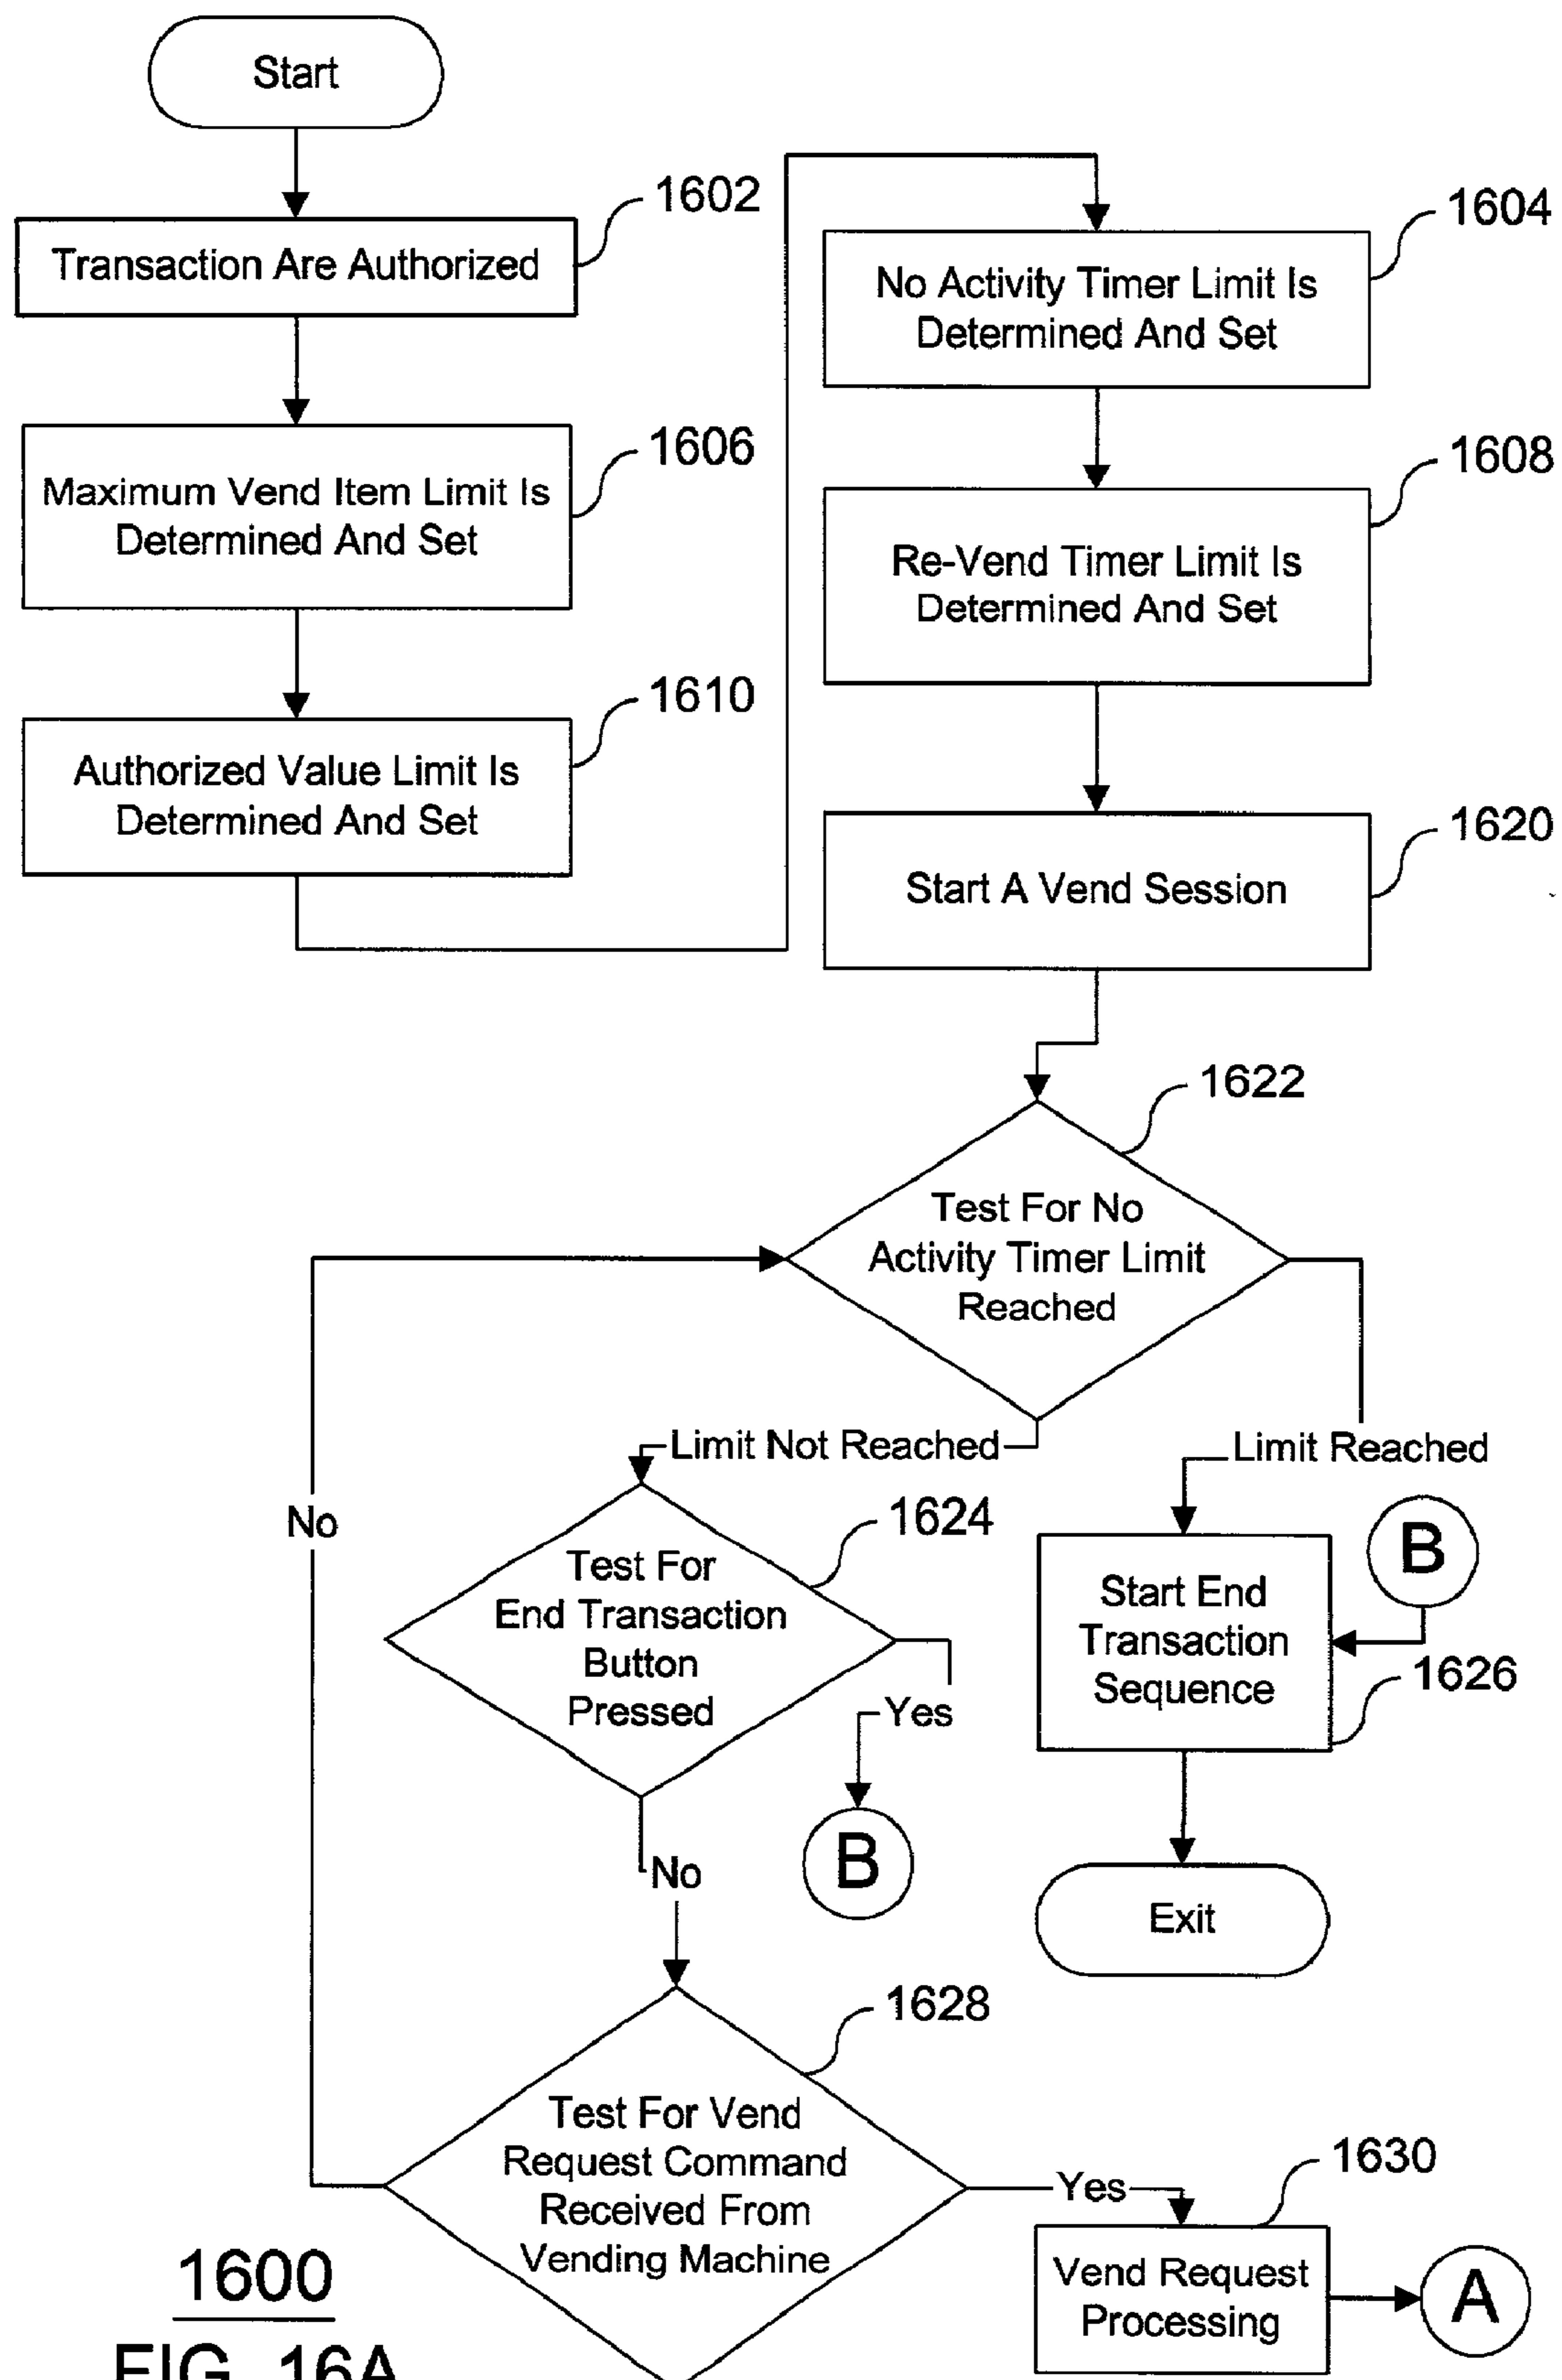 Start
1602
Transaction Are Authorized
1606
Maximum Vend Item Limit Is
Determined And Set
1610
Authorized Value Limit Is
Determined And Set
1604
No Activity Timer Limit Is
Determined And Set
1608
Re-Vend Timer Limit Is
Determined And Set
1620
Start A Vend Session
1622
Test For No
Activity Timer Limit
Reached
Limit Not Reached
Limit Reached
No
1624
Test For
End Transaction
Button
Pressed
Yes
B
B
Start End
Transaction
Sequence
1626
No
Exit
1628
Test For Vend
Request Command
Received From
Vending Machine
Yes
1630
Vend Request
Processing
A
1600
FIG. 16A